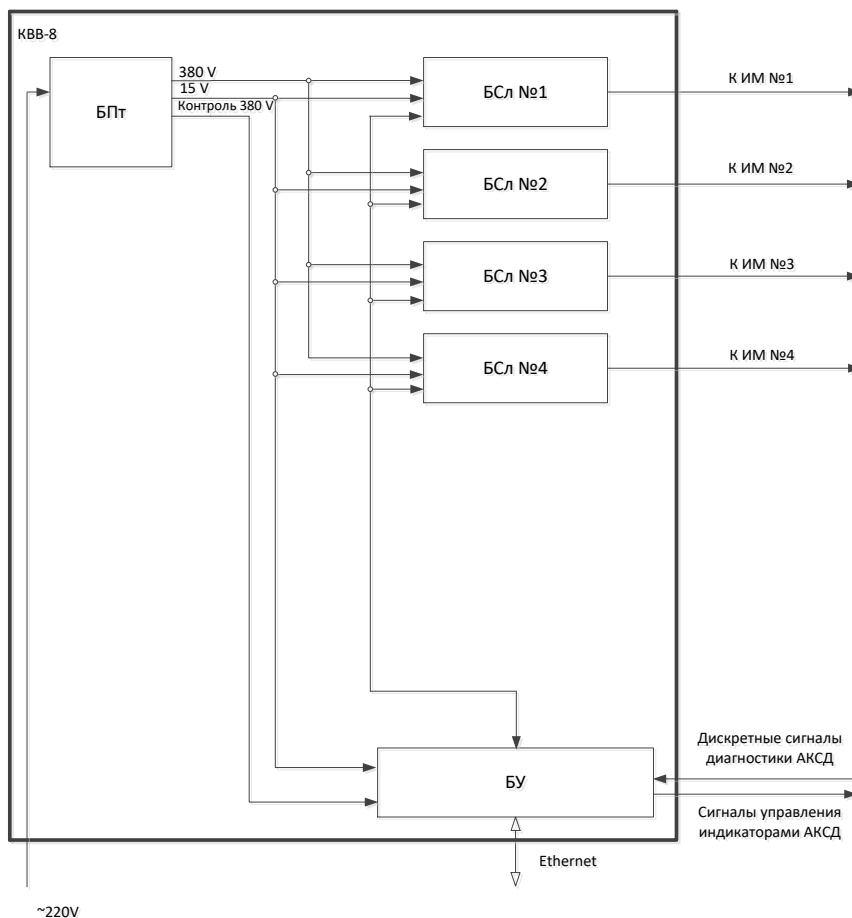 КВВ-8
380 V
15 V
Контроль 380 V
БПт
БСл №1
К ИМ №1
БСл №2
К ИМ №2
БСл №3
К ИМ №3
БСл №4
К ИМ №4
Дискретные сигналы
диагностики АКСД
БУ
Сигналы управления
индикаторами АКСД
Ethernet
~220V